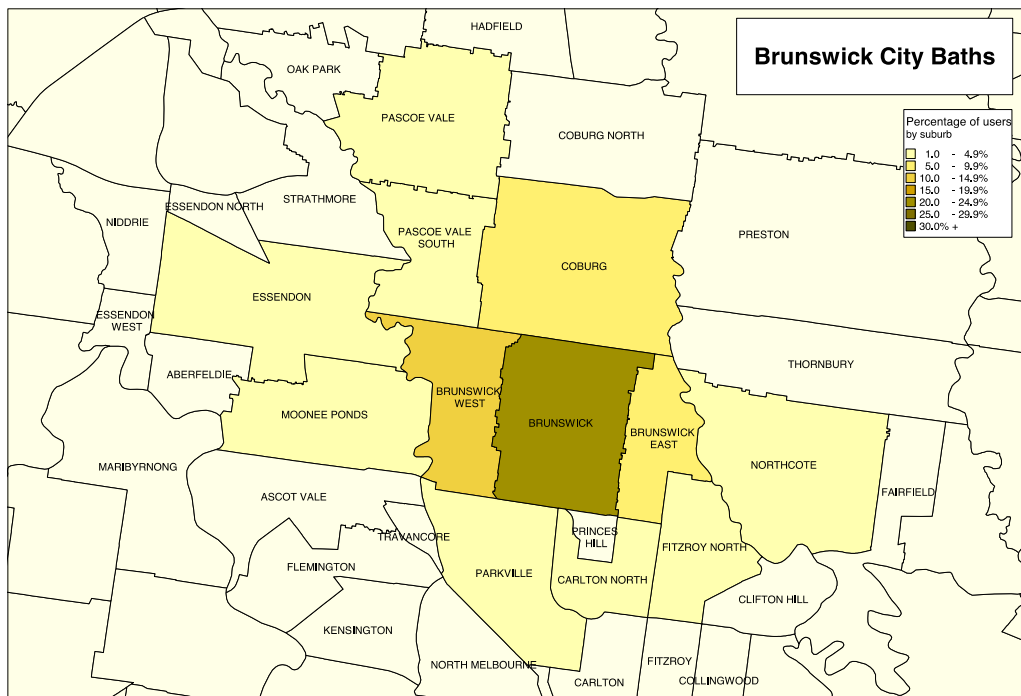 HADFIELD
Brunswick City Baths
OAK PARK
PASCOE VALE
COBURG NORTH
Percentage of users
by suburb
1.0 - 4.9%
5.0 - 9.9%
10.0 - 14.9%
15.0 - 19.9%
20.0 - 24.9%
25.0 - 29.9%
30.0% +
STRATHMORE
ESSENDON NORTH
NIDDRIE
PASCOE VALE
SOUTH
PRESTON
COBURG
ESSENDON
ESSENDON
WEST
THORNBURY
ABERFELDIE
BRUNSWICK
WEST
MOONEE PONDS
BRUNSWICK
BRUNSWICK
EAST
NORTHCOTE
MARIBYRNONG
ASCOT VALE
FAIRFIELD
TRAVANCORE
PRINCES
HILL
FITZROY NORTH
FLEMINGTON
PARKVILLE
CARLTON NORTH
CLIFTON HILL
KENSINGTON
NORTH MELBOURNE
FITZROY
CARLTON
COLLINGWOOD